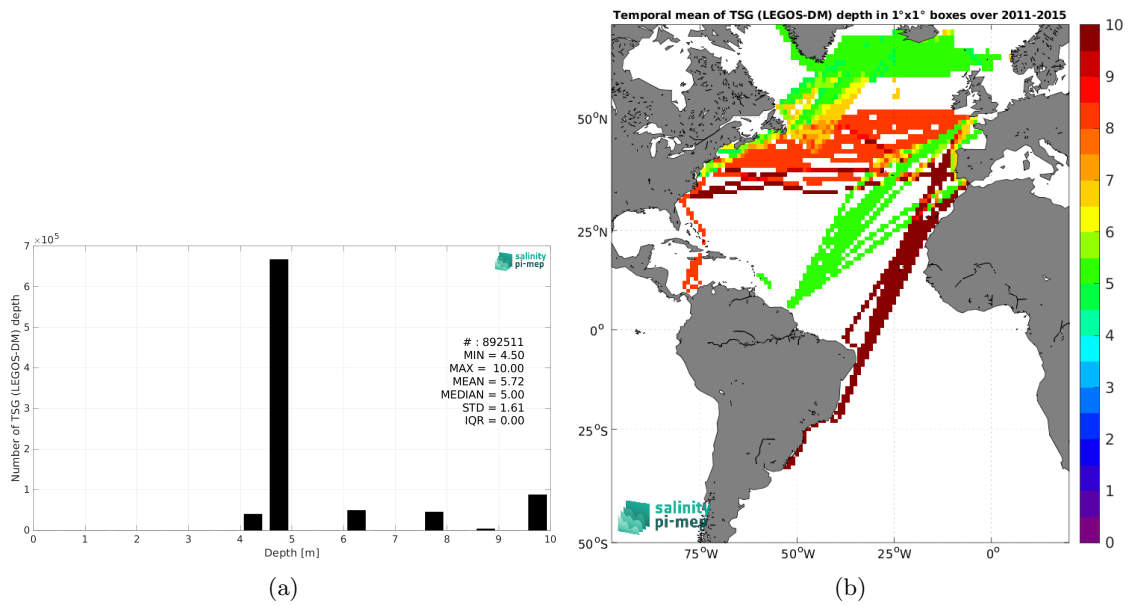 ×10⁵
7
6
5
4
3
2
1
0
Number of TSG (LEGOS-DM) depth
salinity
pi-mep
# : 892511
MIN = 4.50
MAX = 10.00
MEAN = 5.72
MEDIAN = 5.00
STD = 1.61
IQR = 0.00
0 1 2 3 4 5 6 7 8 9 10
Depth [m]
(a)
Temporal mean of TSG (LEGOS-DM) depth in 1°x1° boxes over 2011-2015
50°N
25°N
0°
25°S
50°S
75°W 50°W 25°W 0°
salinity
pi-mep
10
9
8
7
6
5
4
3
2
1
0
(b)